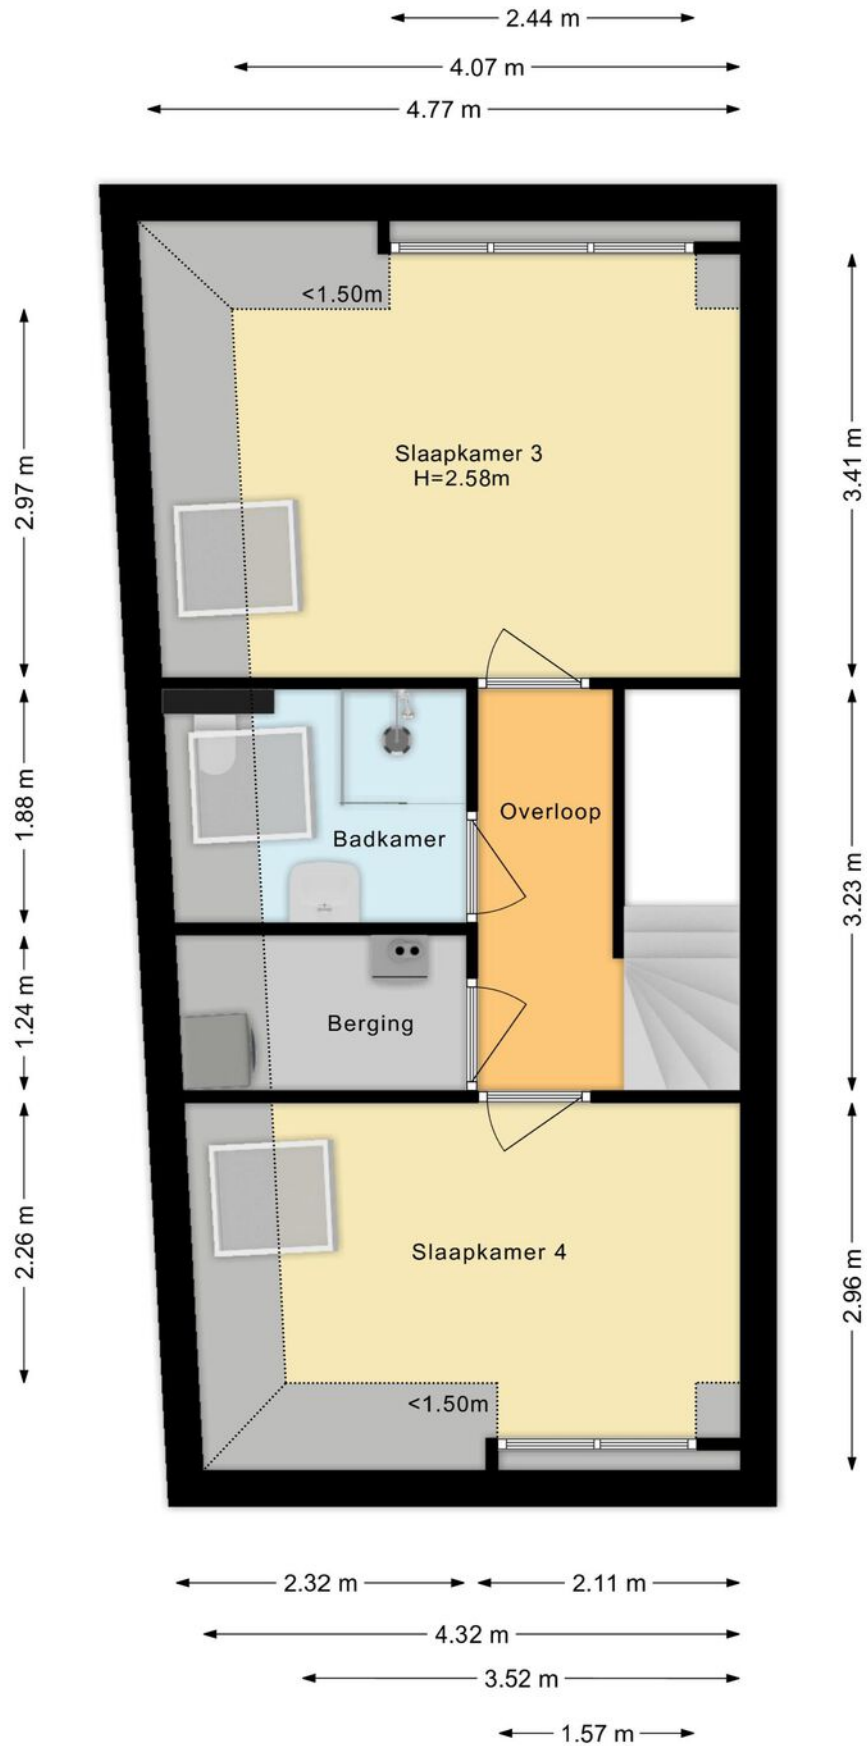 2.44 m
4.07 m
4.77 m
<1.50m
Slaapkamer 3
H=2.58m
2.97 m
3.41 m
Overloop
Badkamer
1.88 m
3.23 m
Berging
1.24 m
Slaapkamer 4
2.26 m
2.96 m
<1.50m
2.32 m
2.11 m
4.32 m
3.52 m
1.57 m